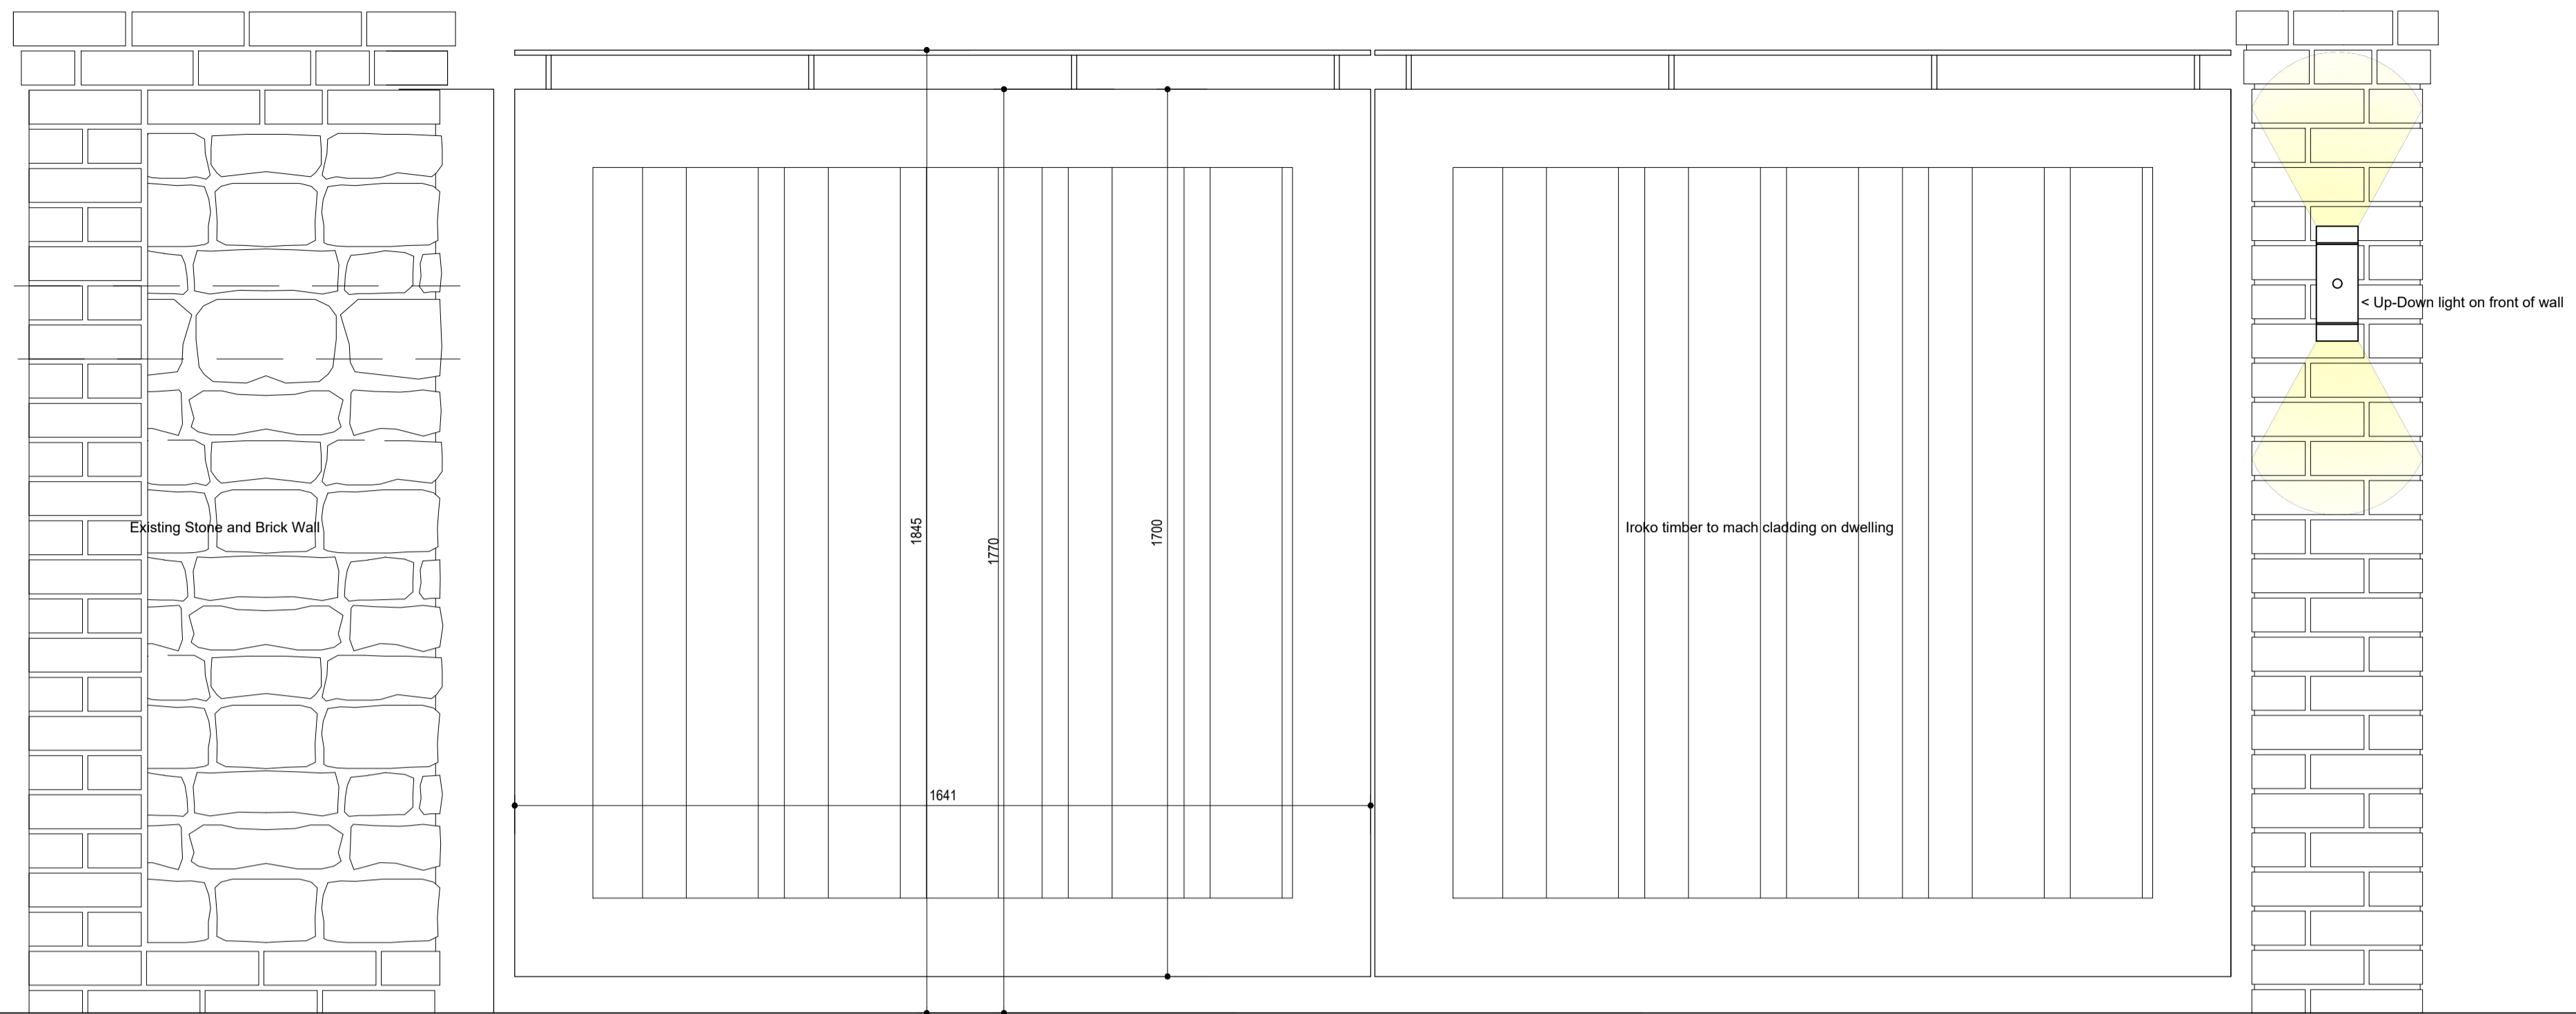 < Up-Down light on front of wall
Existing Stone and Brick Wall
1845
1770
1700
Iroko timber to mach cladding on dwelling
1641